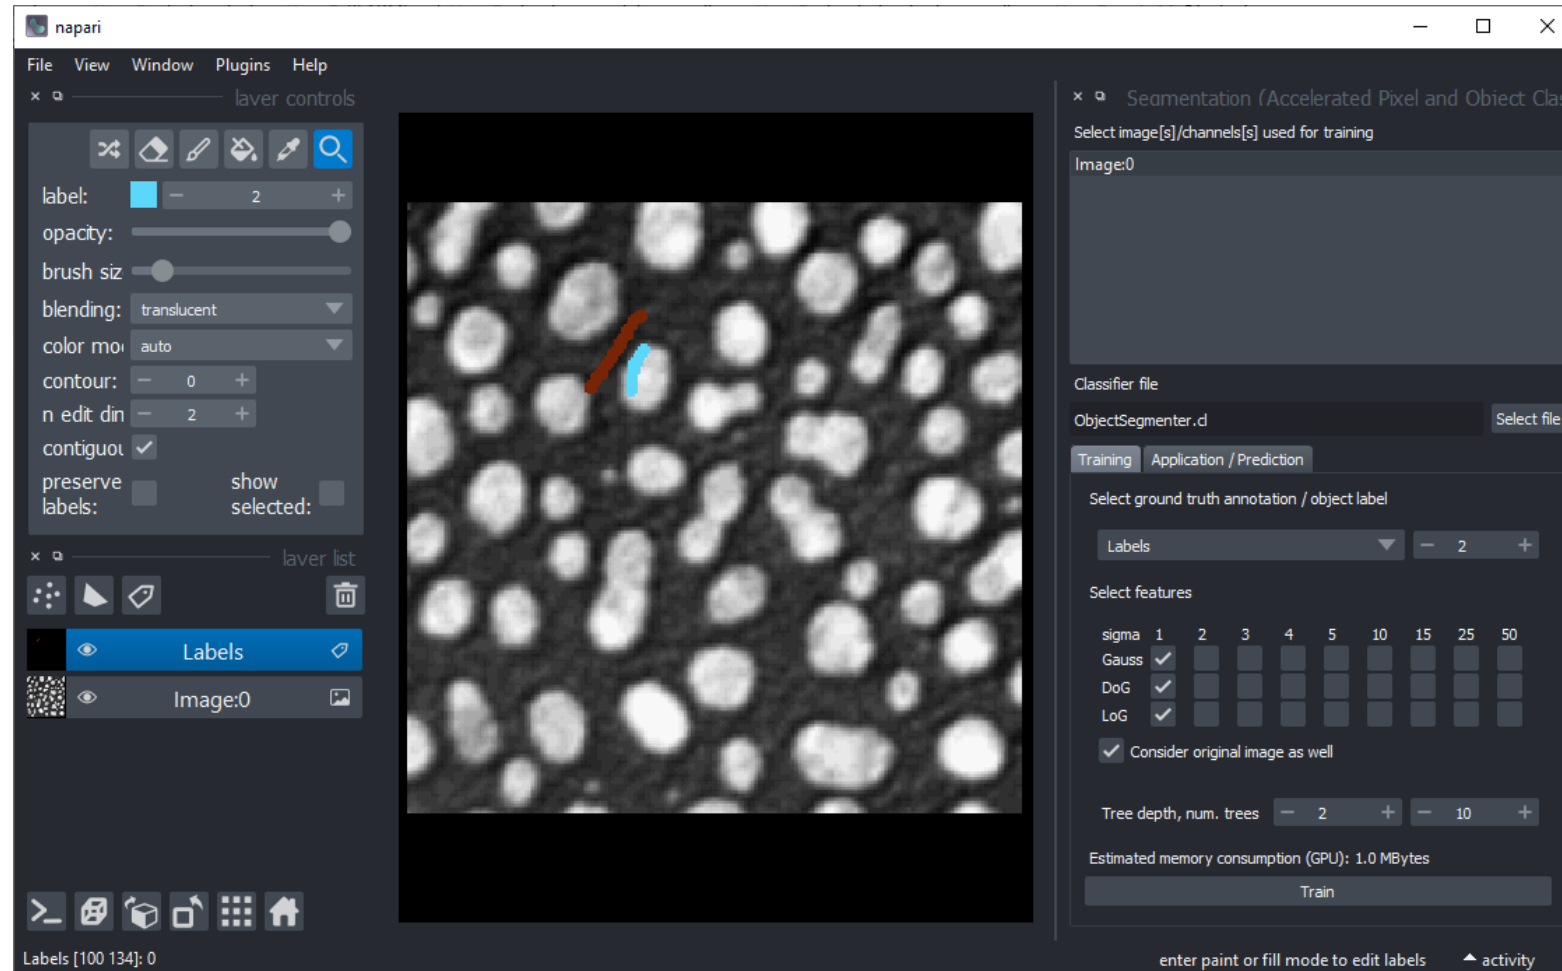 napari
File View Window Plugins Help
layer controls
label: 2
opacity:
brush siz
blending: translucent
color mo auto
contour: 0
n edit din 2
contiguou
preserve labels:
show selected:
layer list
Labels
Image:0
Labels [100 134]: 0
Segmentation (Accelerated Pixel and Object Clas
Select image[s]/channels[s] used for training
Image:0
Classifier file
ObjectSegmenter.cl Select file
Training Application / Prediction
Select ground truth annotation / object label
Labels 2
Select features
sigma 1 2 3 4 5 10 15 25 50
Gauss
DoG
LoG
Consider original image as well
Tree depth, num. trees 2 10
Estimated memory consumption (GPU): 1.0 MBytes
Train
enter paint or fill mode to edit labels activity